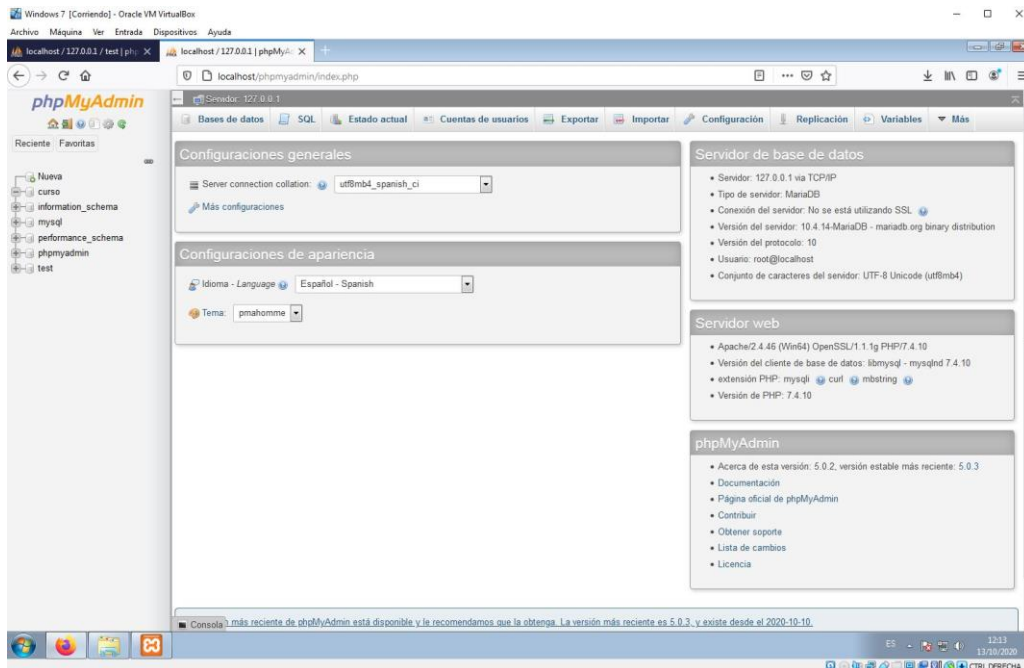 Windows 7 [Corriendo] - Oracle VM VirtualBox
Archivo Máquina Ver Entrada Dispositivos Ayuda
localhost / 127.0.0.1 / test | php
localhost / 127.0.0.1 | phpMyAd
localhost/phpmyadmin/index.php
phpMyAdmin
Reciente Favoritas
Nueva
curso
information_schema
mysql
performance_schema
phpmyadmin
test
Servidor: 127.0.0.1
Bases de datos SQL Estado actual Cuentas de usuarios Exportar Importar Configuración Replicación Variables Más
Configuraciones generales
Server connection collation: utf8mb4_spanish_ci
Más configuraciones
Configuraciones de apariencia
Idioma - Language Español - Spanish
Tema: pmahomme
Servidor de base de datos
Servidor: 127.0.0.1 via TCP/IP
Tipo de servidor: MariaDB
Conexión del servidor: No se está utilizando SSL
Versión del servidor: 10.4.14-MariaDB - mariadb.org binary distribution
Versión del protocolo: 10
Usuario: root@localhost
Conjunto de caracteres del servidor: UTF-8 Unicode (utf8mb4)
Servidor web
Apache/2.4.46 (Win64) OpenSSL/1.1.1g PHP/7.4.10
Versión del cliente de base de datos: libmysql - mysqlnd 7.4.10
extensión PHP: mysqli curl mbstring
Versión de PHP: 7.4.10
phpMyAdmin
Acerca de esta versión: 5.0.2, versión estable más reciente: 5.0.3
Documentación
Página oficial de phpMyAdmin
Contribuir
Obtener soporte
Lista de cambios
Licencia
Consola
más reciente de phpMyAdmin está disponible y le recomendamos que la obtenga. La versión más reciente es 5.0.3, y existe desde el 2020-10-10.
ES
12:13
13/10/2020
CTRL DERECHA